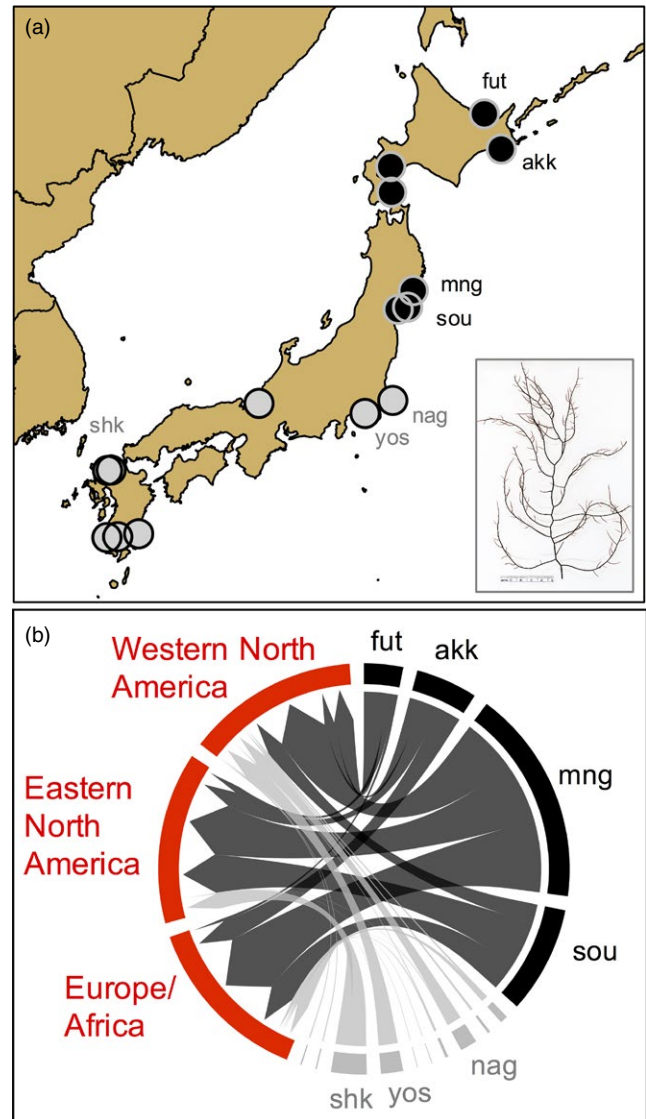 (a)
fut
akk
mng
sou
shk
nag
yos
(b)
Western North
America
fut
akk
Eastern
North
America
mng
sou
Europe/
Africa
shk
yos
nag